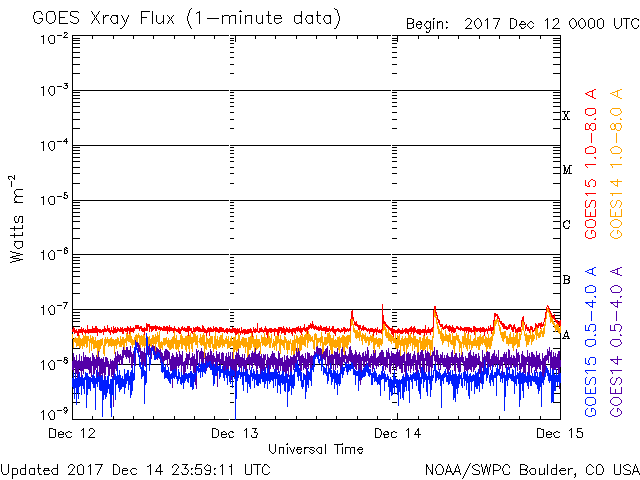 GOES Xray Flux (1-minute data)
Begin: 2017 Dec 12 0000 UTC
10-2
10-3
10-4
10-5
10-6
10-7
10-8
10-9
Watts m-2
X
M
C
B
A
GOES15 1.0-8.0 A
GOES14 1.0-8.0 A
GOES15 0.5-4.0 A
GOES14 0.5-4.0 A
Dec 12
Dec 13
Dec 14
Dec 15
Universal Time
Updated 2017 Dec 14 23:59:11 UTC
NOAA/SWPC Boulder, CO USA